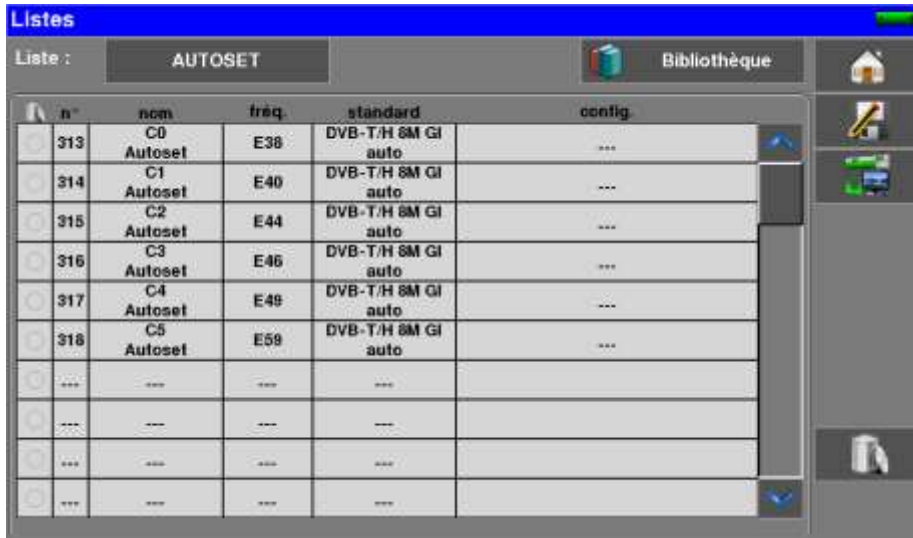 Listes
Liste : AUTOSET Bibliothèque
n° nom fréq. standard config.
313 C0 Autoset E38 DVB-T/H 8M GI auto ---
314 C1 Autoset E40 DVB-T/H 8M GI auto ---
315 C2 Autoset E44 DVB-T/H 8M GI auto ---
316 C3 Autoset E46 DVB-T/H 8M GI auto ---
317 C4 Autoset E49 DVB-T/H 8M GI auto ---
318 C5 Autoset E59 DVB-T/H 8M GI auto ---
--- --- --- ---
--- --- --- ---
--- --- --- ---
--- --- --- ---